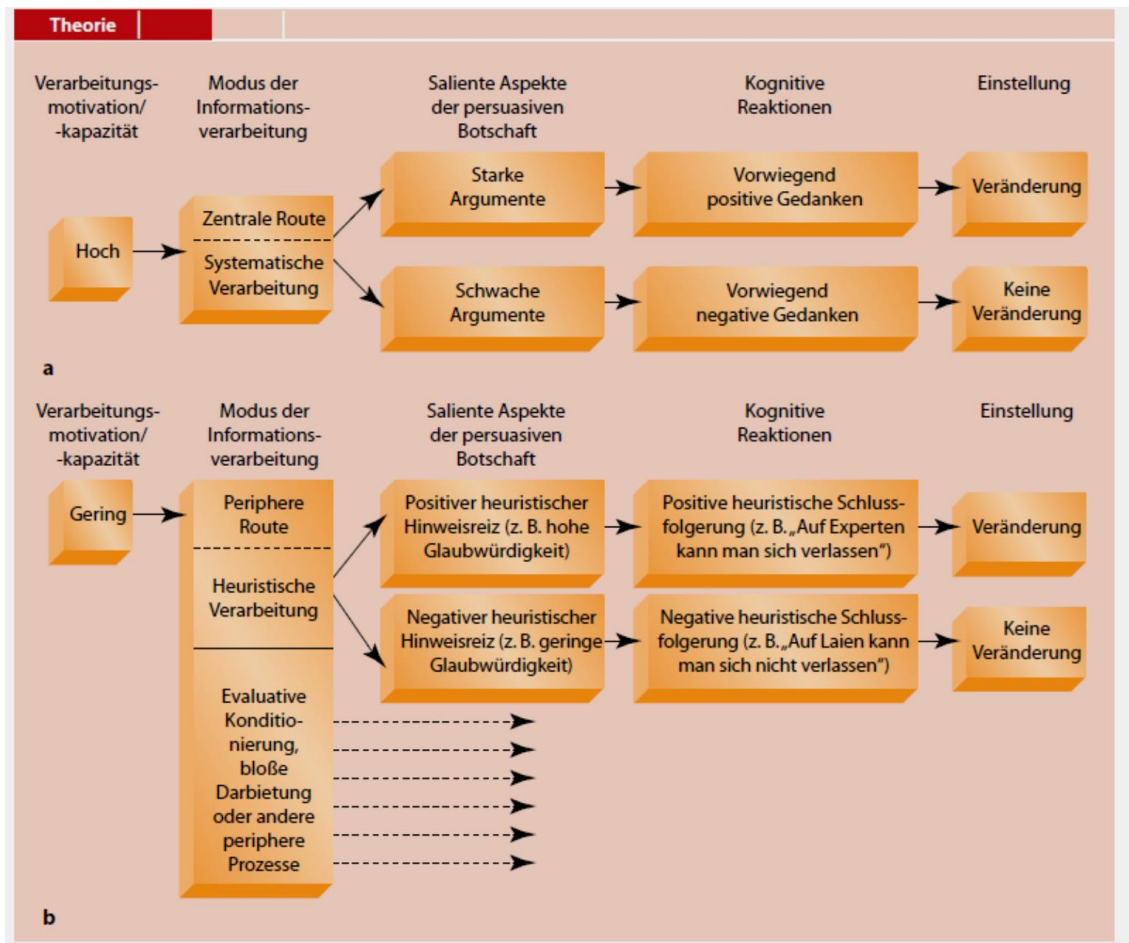 Theorie
Verarbeitungs-
motivation/
-kapazität
Modus der
Informations-
verarbeitung
Saliente Aspekte
der persuasiven
Botschaft
Kognitive
Reaktionen
Einstellung
Hoch
Zentrale Route
Systematische
Verarbeitung
Starke
Argumente
Vorwiegend
positive Gedanken
Veränderung
Schwache
Argumente
Vorwiegend
negative Gedanken
Keine
Veränderung
a
Verarbeitungs-
motivation/
-kapazität
Modus der
Informations-
verarbeitung
Saliente Aspekte
der persuasiven
Botschaft
Kognitive
Reaktionen
Einstellung
Gering
Periphere
Route
Heuristische
Verarbeitung
Evaluative
Konditio-
nierung,
bloße
Darbietung
oder andere
periphere
Prozesse
Positiver heuristischer
Hinweisreiz (z. B. hohe
Glaubwürdigkeit)
Positive heuristische Schluss-
folgerung (z. B. „Auf Experten
kann man sich verlassen“)
Veränderung
Negativer heuristischer
Hinweisreiz (z. B. geringe
Glaubwürdigkeit)
Negative heuristische Schluss-
folgerung (z. B. „Auf Laien kann
man sich nicht verlassen“)
Keine
Veränderung
b